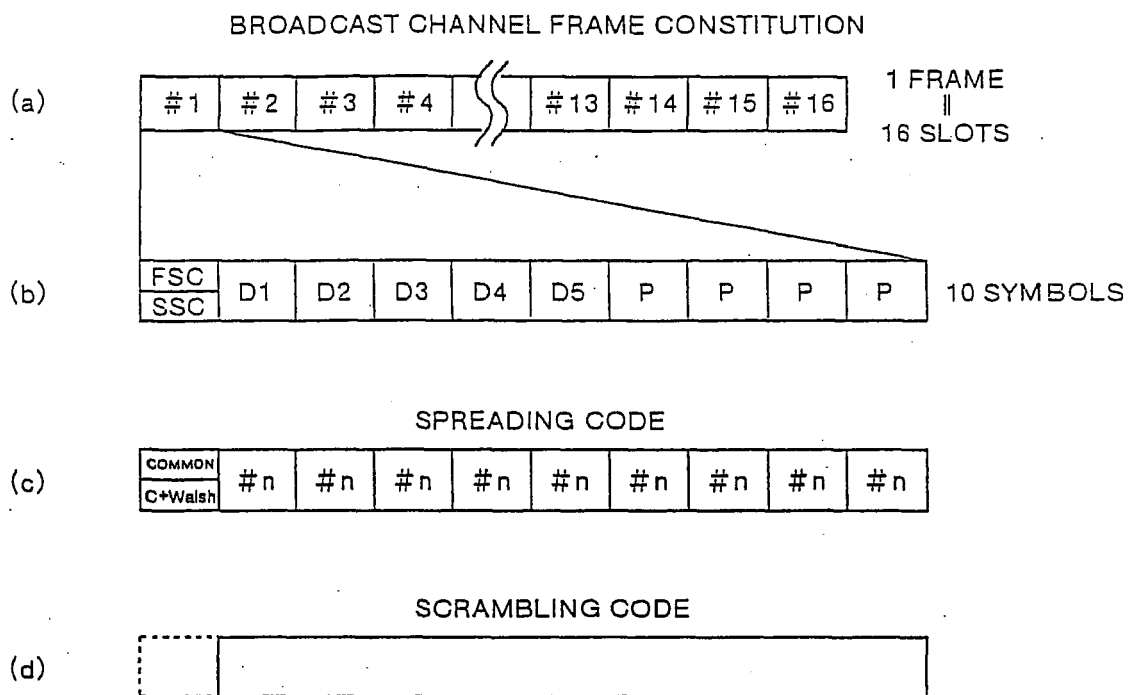 BROADCAST CHANNEL FRAME CONSTITUTION
(a) #1 #2 #3 #4 #13 #14 #15 #16 1 FRAME
||
16 SLOTS
(b) FSC SSC D1 D2 D3 D4 D5 P P P P 10 SYMBOLS
SPREADING CODE
(c) COMMON C+Walsh #n #n #n #n #n #n #n #n #n
SCRAMBLING CODE
(d)